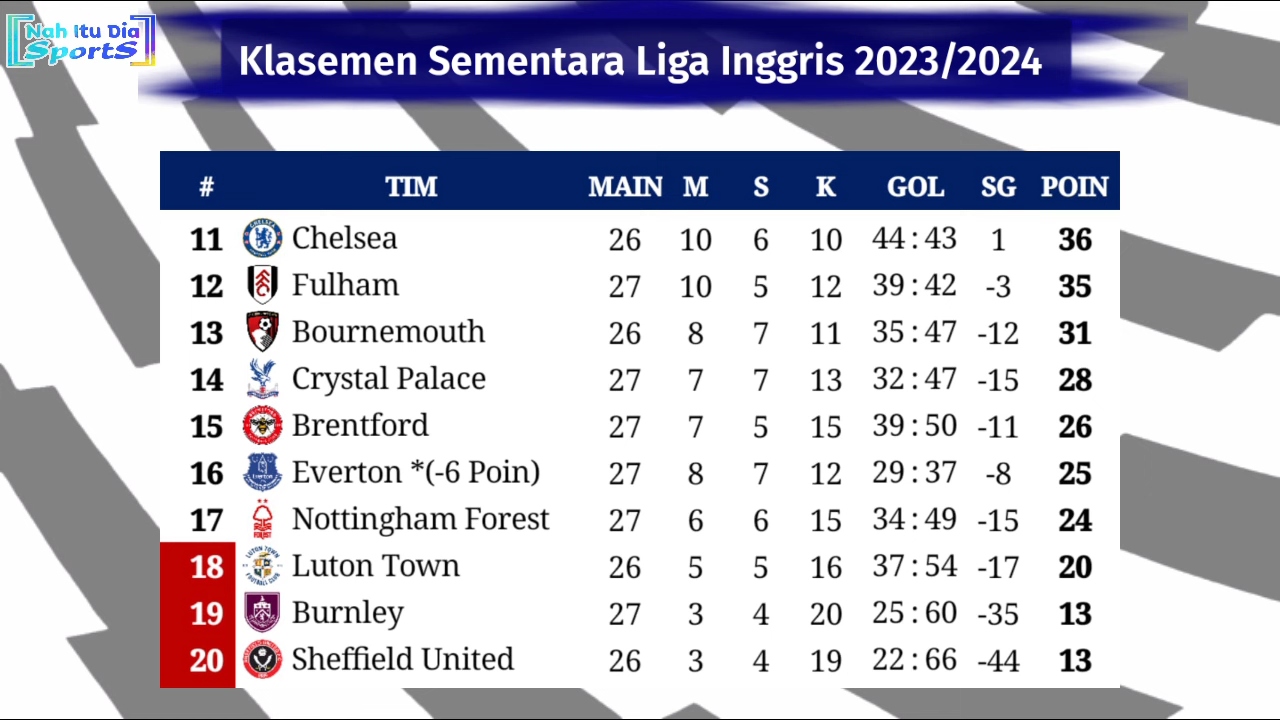 Nah Itu Dia
Sports
Klasemen Sementara Liga Inggris 2023/2024
# TIM MAIN M S K GOL SG POIN
11 Chelsea 26 10 6 10 44:43 1 36
12 Fulham 27 10 5 12 39:42 -3 35
13 Bournemouth 26 8 7 11 35:47 -12 31
14 Crystal Palace 27 7 7 13 32:47 -15 28
15 Brentford 27 7 5 15 39:50 -11 26
16 Everton *(-6 Poin) 27 8 7 12 29:37 -8 25
17 Nottingham Forest 27 6 6 15 34:49 -15 24
18 Luton Town 26 5 5 16 37:54 -17 20
19 Burnley 27 3 4 20 25:60 -35 13
20 Sheffield United 26 3 4 19 22:66 -44 13